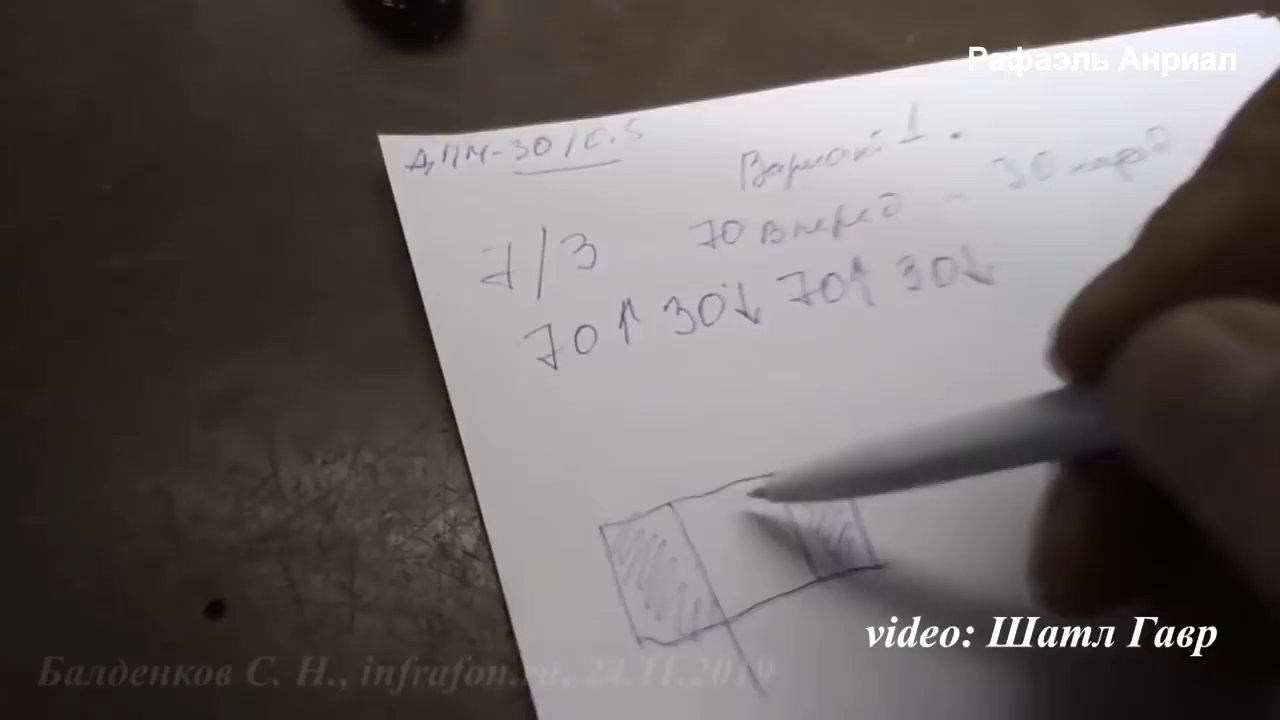 Рафаэль Анриал
ДПМ-30/0.5
Вариант 1.
7/3
70 вперед - 30 назад
70↑ 30↓ 70↑ 30↓
video: Шатл Гавр
Балденков С. Н., infrafon.ru, 24.11.2019